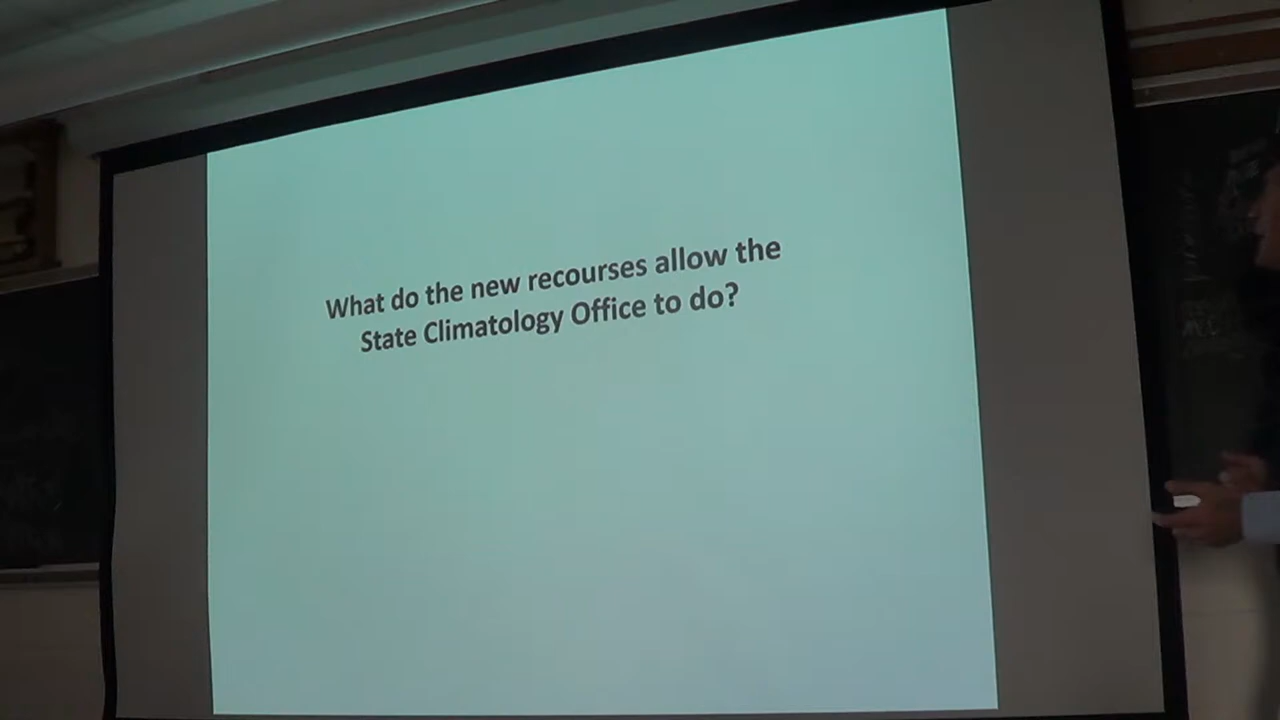 What do the new recourses allow the
State Climatology Office to do?